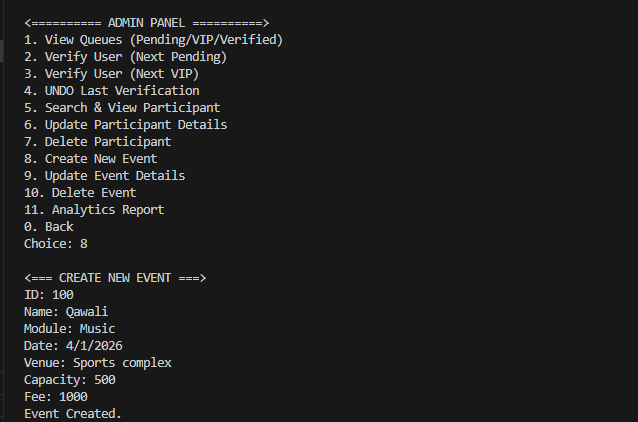 <========== ADMIN PANEL ==========>
1. View Queues (Pending/VIP/Verified)
2. Verify User (Next Pending)
3. Verify User (Next VIP)
4. UNDO Last Verification
5. Search & View Participant
6. Update Participant Details
7. Delete Participant
8. Create New Event
9. Update Event Details
10. Delete Event
11. Analytics Report
0. Back
Choice: 8
<=== CREATE NEW EVENT ===>
ID: 100
Name: Qawali
Module: Music
Date: 4/1/2026
Venue: Sports complex
Capacity: 500
Fee: 1000
Event Created.